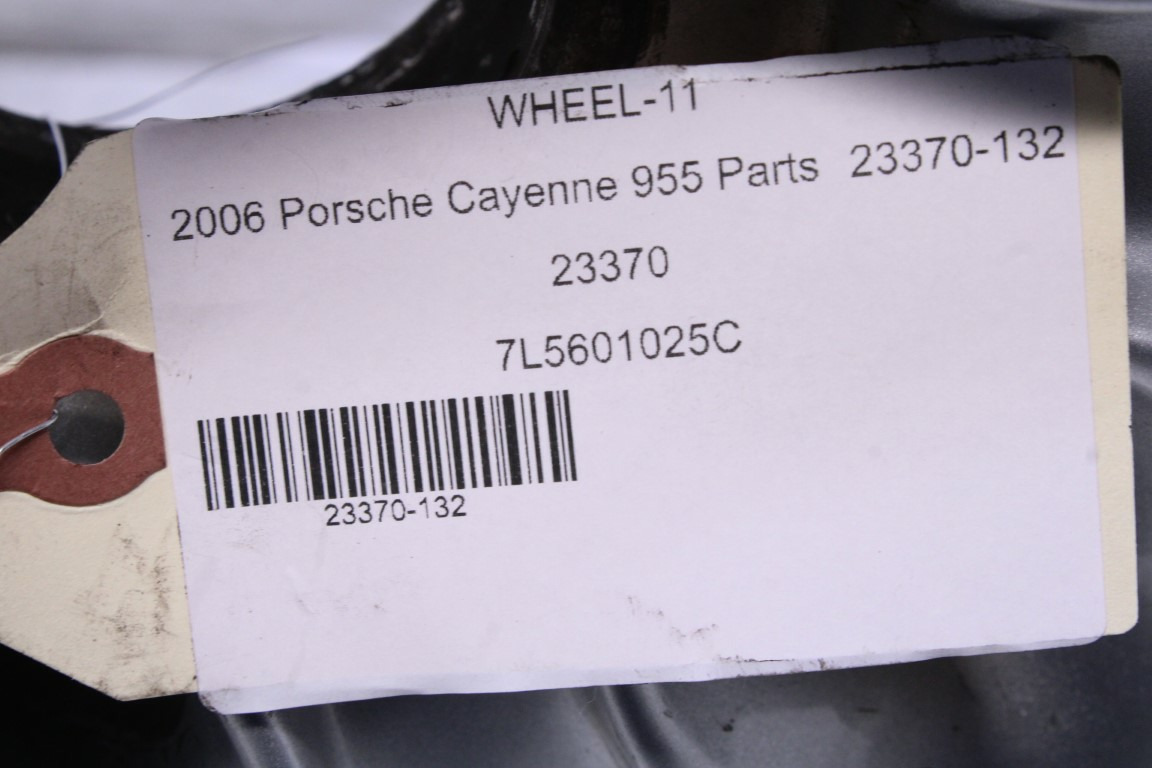 WHEEL-11
2006 Porsche Cayenne 955 Parts 23370-132
23370
7L5601025C
23370-132